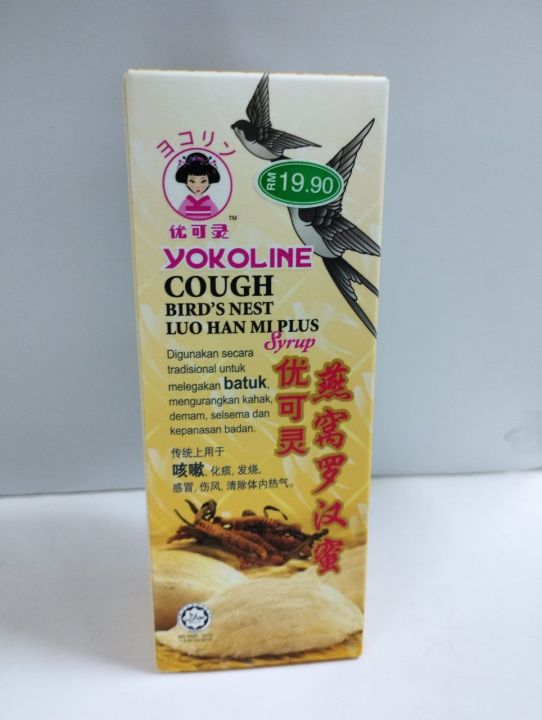 ヨコリン
優可灵
™
YOKOLINE
RM 19.90
COUGH
BIRD'S NEST
LUO HAN MI PLUS
Syrup
Digunakan secara
tradisional untuk
melegakan batuk,
mengurangkan kahak,
demam, selsema dan
kepanasan badan.
传统上用于
咳嗽, 化痰, 发烧,
感冒, 伤风, 清除体内热气。
优可灵
燕窝罗汉蜜